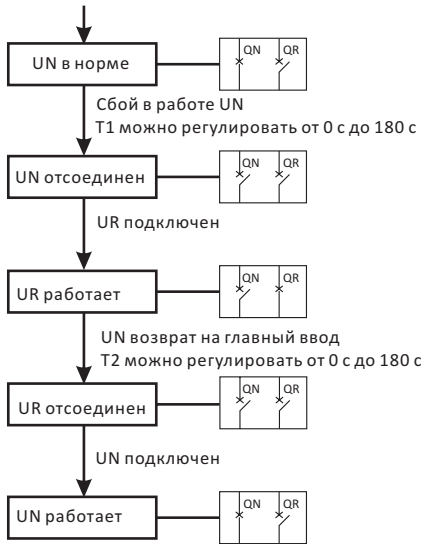 UN в норме
QN QR
Сбой в работе UN
T1 можно регулировать от 0 с до 180 с
UN отсоединен
QN QR
UR подключен
UR работает
QN QR
UN возврат на главный ввод
T2 можно регулировать от 0 с до 180 с
UR отсоединен
QN QR
UN подключен
UN работает
QN QR